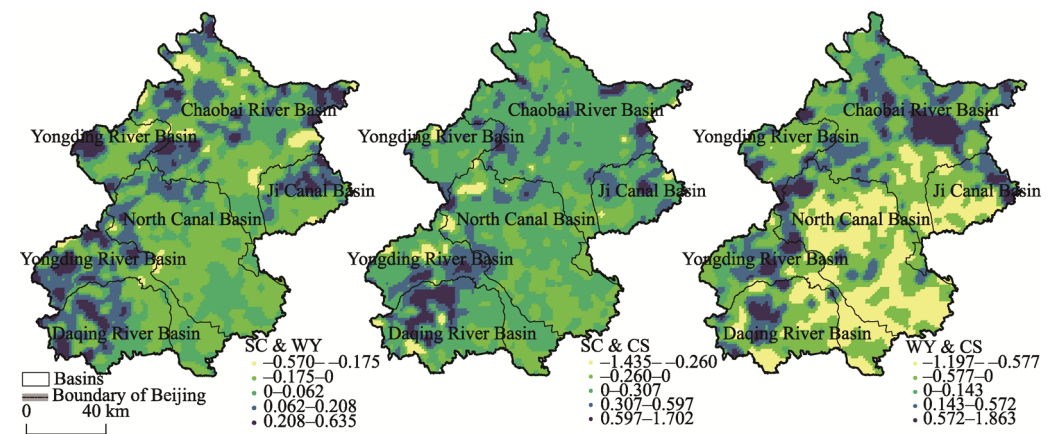 Chaobai River Basin
Yongding River Basin
Ji Canal Basin
North Canal Basin
Yongding River Basin
Daqing River Basin
SC & WY
−0.570– −0.175
−0.175–0
0–0.062
0.062–0.208
0.208–0.635
Basins
Boundary of Beijing
0 40 km
Chaobai River Basin
Yongding River Basin
Ji Canal Basin
North Canal Basin
Yongding River Basin
Daqing River Basin
SC & CS
−1.435– −0.260
−0.260–0
0–0.307
0.307–0.597
0.597–1.702
Chaobai River Basin
Yongding River Basin
Ji Canal Basin
North Canal Basin
Yongding River Basin
Daqing River Basin
WY & CS
−1.197– −0.577
−0.577–0
0–0.143
0.143–0.572
0.572–1.863